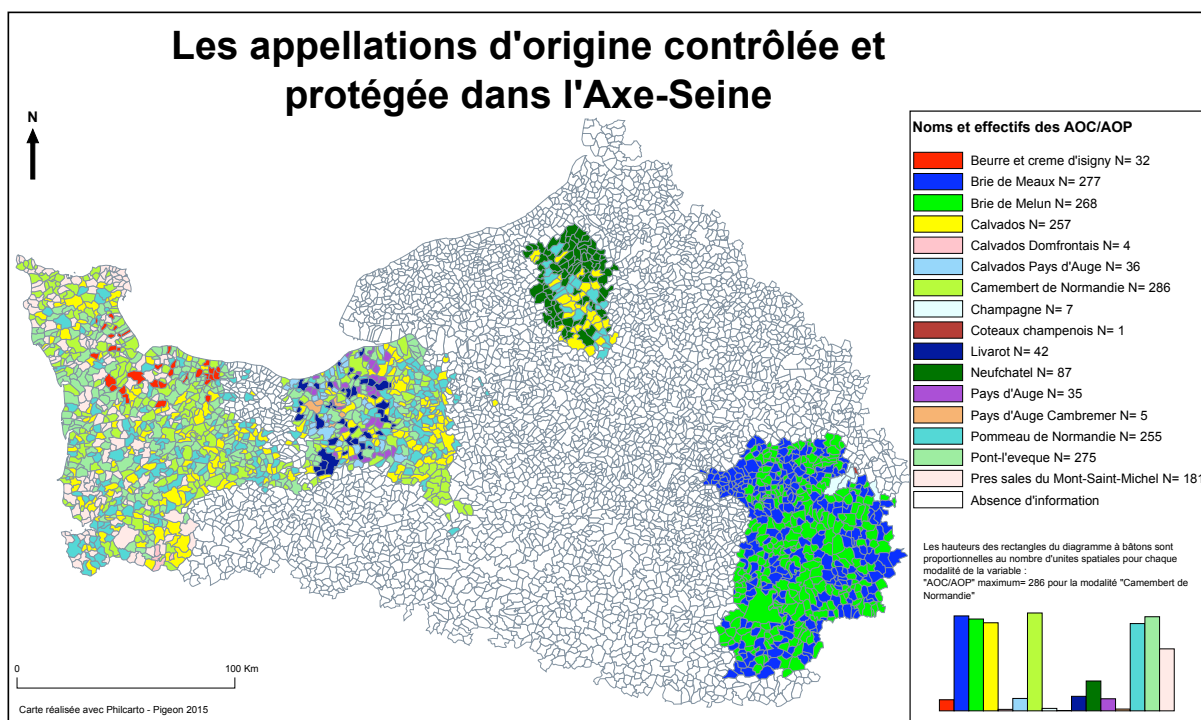 Les appellations d'origine contrôlée et
protégée dans l'Axe-Seine
N
Noms et effectifs des AOC/AOP
Beurre et creme d'isigny N= 32
Brie de Meaux N= 277
Brie de Melun N= 268
Calvados N= 257
Calvados Domfrontais N= 4
Calvados Pays d'Auge N= 36
Camembert de Normandie N= 286
Champagne N= 7
Coteaux champenois N= 1
Livarot N= 42
Neufchatel N= 87
Pays d'Auge N= 35
Pays d'Auge Cambremer N= 5
Pommeau de Normandie N= 255
Pont-l'eveque N= 275
Pres sales du Mont-Saint-Michel N= 181
Absence d'information
Les hauteurs des rectangles du diagramme à bâtons sont
proportionnelles au nombre d'unites spatiales pour chaque
modalité de la variable :
"AOC/AOP" maximum= 286 pour la modalité "Camembert de
Normandie"
0
100 Km
Carte réalisée avec Philcarto - Pigeon 2015